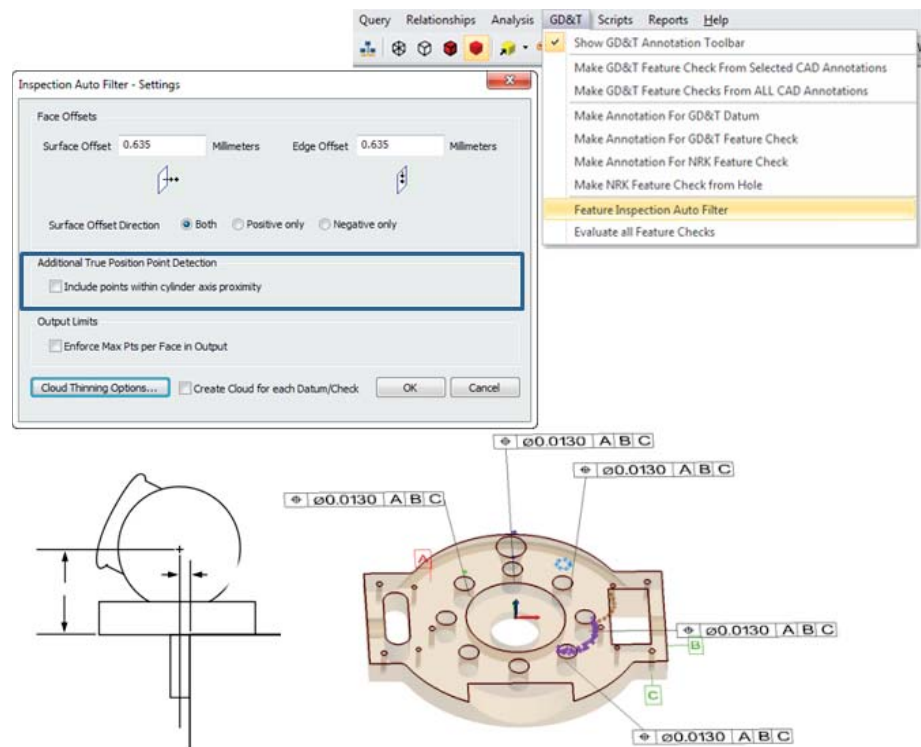 Query Relationships Analysis GD&T Scripts Reports Help
Show GD&T Annotation Toolbar
Make GD&T Feature Check From Selected CAD Annotations
Make GD&T Feature Checks From ALL CAD Annotations
Make Annotation For GD&T Datum
Make Annotation For GD&T Feature Check
Make Annotation For NRK Feature Check
Make NRK Feature Check from Hole
Feature Inspection Auto Filter
Evaluate all Feature Checks
Inspection Auto Filter - Settings
Face Offsets
Surface Offset 0.635 Millimeters Edge Offset 0.635 Millimeters
Surface Offset Direction Both Positive only Negative only
Additional True Position Point Detection
Include points within cylinder axis proximity
Output Limits
Enforce Max Pts per Face in Output
Cloud Thinning Options... Create Cloud for each Datum/Check OK Cancel
⌖ ⌀0.0130 A B C
⌖ ⌀0.0130 A B C
⌖ ⌀0.0130 A B C
A
⌖ ⌀0.0130 A B C
B
C
⌖ ⌀0.0130 A B C